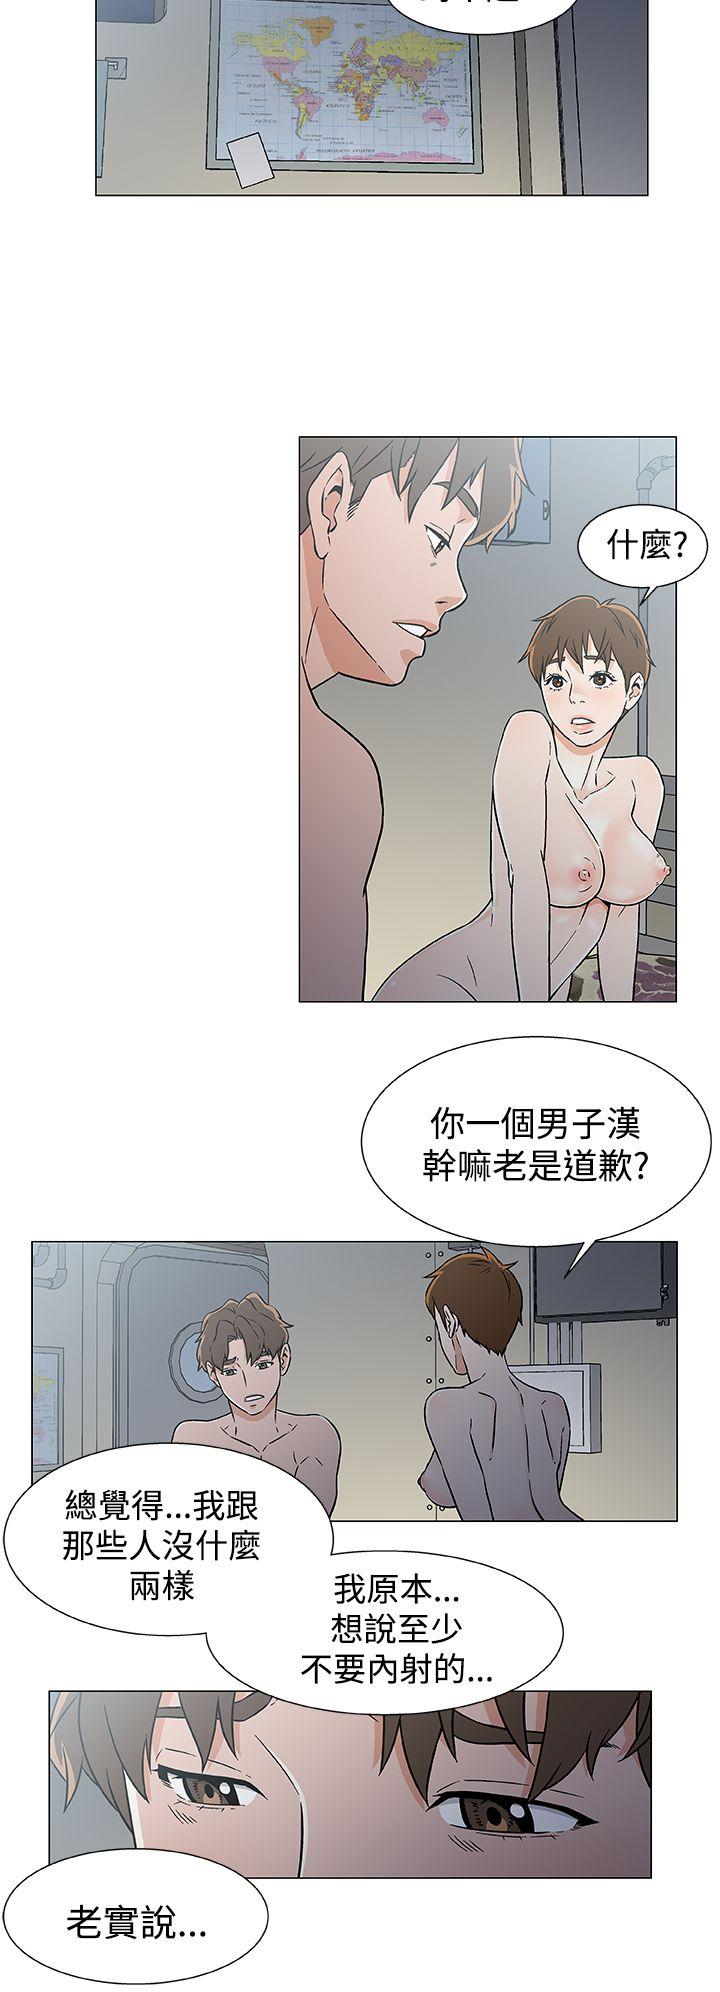 什麼?
你一個男子漢
幹嘛老是道歉?
總覺得...我跟
那些人沒什麼
兩樣
我原本...
想說至少
不要內射的...
老實說...